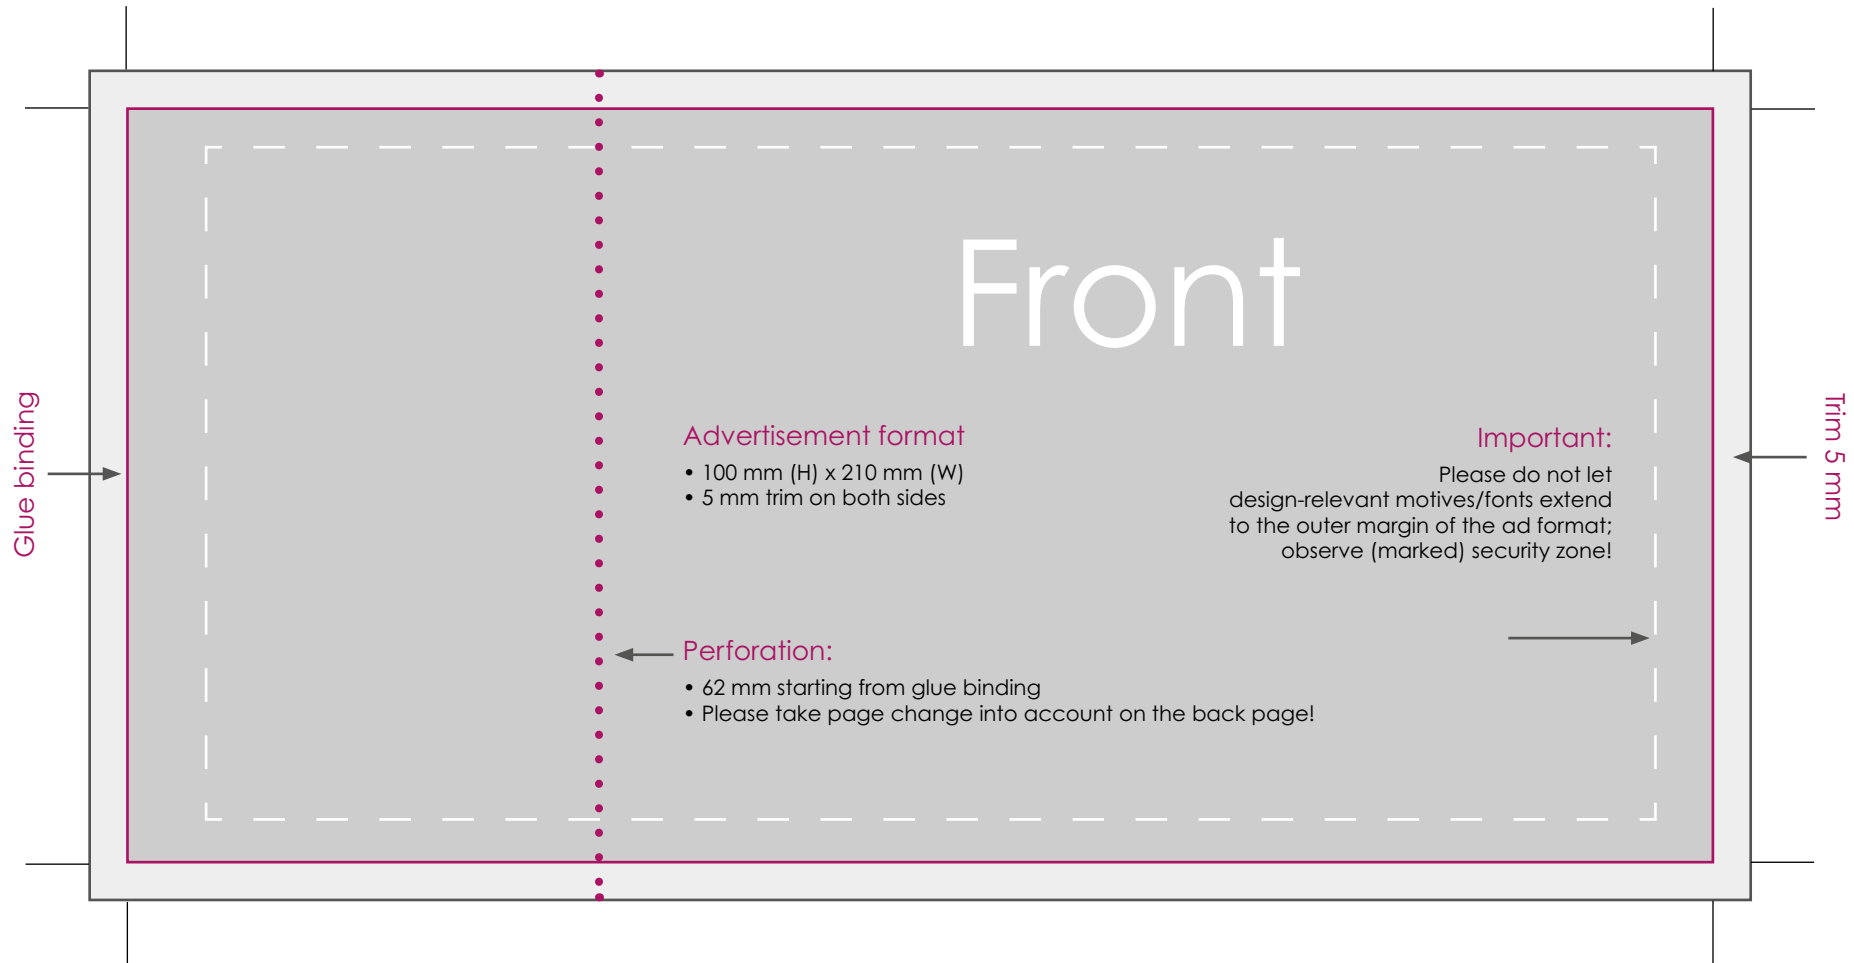 Front
Glue binding
Advertisement format
• 100 mm (H) x 210 mm (W)
• 5 mm trim on both sides
Important:
Please do not let
design-relevant motives/fonts extend
to the outer margin of the ad format;
observe (marked) security zone!
Trim 5 mm
Perforation:
• 62 mm starting from glue binding
• Please take page change into account on the back page!